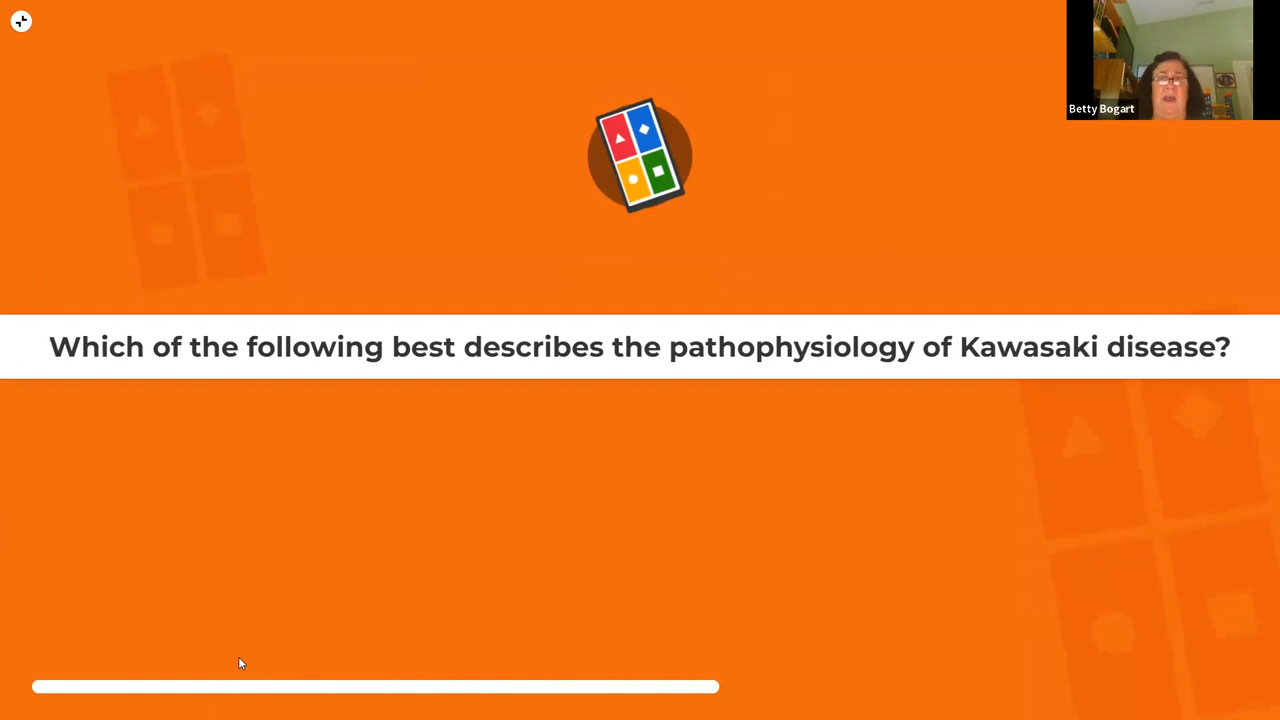 Betty Bogart
Which of the following best describes the pathophysiology of Kawasaki disease?